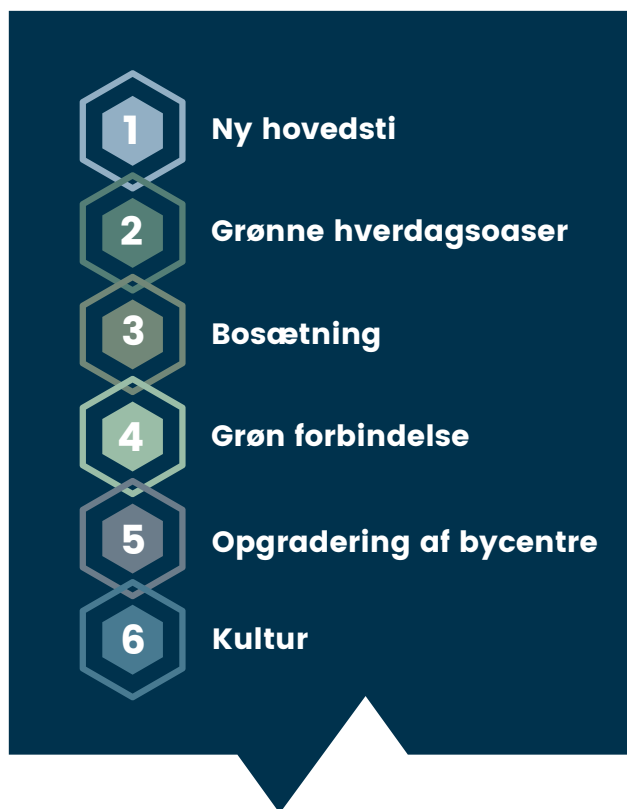 1 Ny hovedsti
2 Grønne hverdagsoaser
3 Bosætning
4 Grøn forbindelse
5 Opgradering af bycentre
6 Kultur